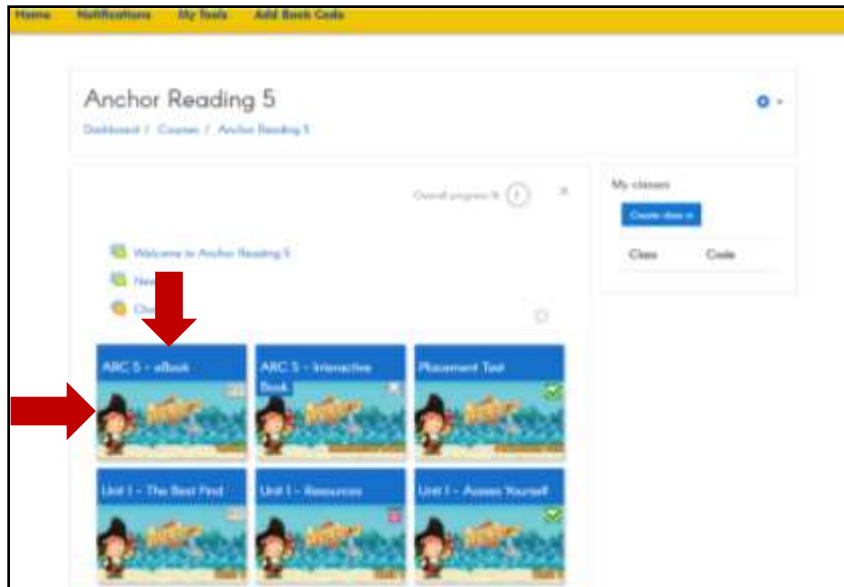 Home Notifications My Tools Add Book Code
Anchor Reading 5
Dashboard / Courses / Anchor Reading 5
Overall progress
My classes
Create class
Class Code
Welcome to Anchor Reading 5
ARC 5 - eBook
ARC 5 - Interactive Book
Placement Test
Unit 1 - The Best Find
Unit 1 - Resources
Unit 1 - Assess Yourself